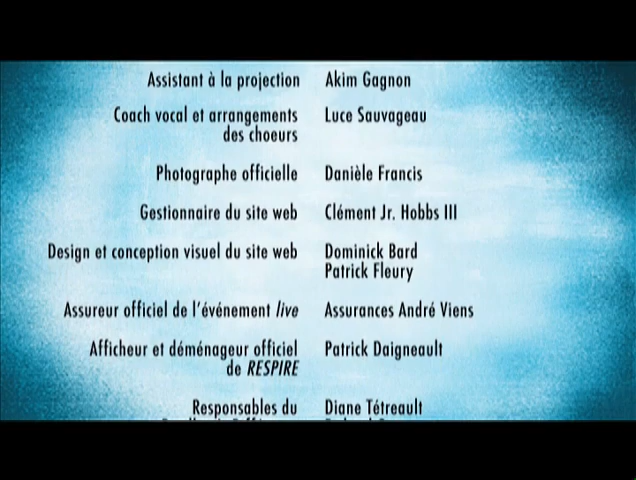 Assistant à la projection Akim Gagnon
Coach vocal et arrangements Luce Sauvageau
des choeurs
Photographe officielle Danièle Francis
Gestionnaire du site web Clément Jr. Hobbs III
Design et conception visuel du site web Dominick Bard
Patrick Fleury
Assureur officiel de l'événement live Assurances André Viens
Afficheur et déménageur officiel Patrick Daigneault
de RESPIRE
Responsables du Diane Tétreault